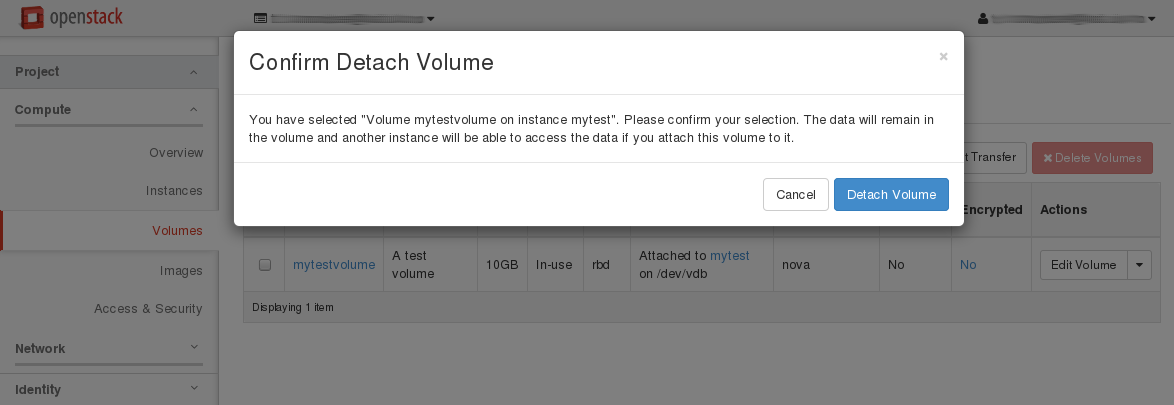 openstack
Confirm Detach Volume
×
You have selected "Volume mytestvolume on instance mytest". Please confirm your selection. The data will remain in
the volume and another instance will be able to access the data if you attach this volume to it.
Cancel
Detach Volume
Project
Compute
Overview
Instances
Volumes
Images
Access & Security
Network
Identity
Transfer
Delete Volumes
Encrypted
Actions
mytestvolume
A test
volume
10GB
In-use
rbd
Attached to mytest
on /dev/vdb
nova
No
No
Edit Volume
Displaying 1 item